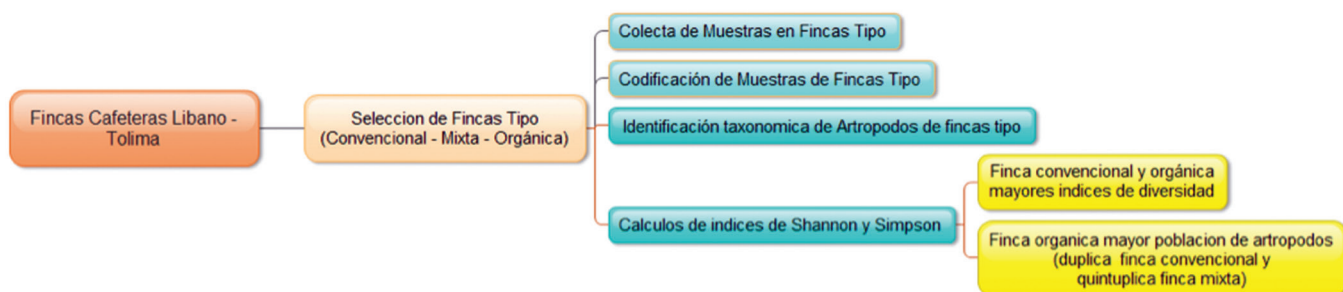 Fincas Cafeteras Libano -
Tolima
Seleccion de Fincas Tipo
(Convencional - Mixta - Orgánica)
Colecta de Muestras en Fincas Tipo
Codificación de Muestras de Fincas Tipo
Identificación taxonomica de Artropodos de fincas tipo
Calculos de indices de Shannon y Simpson
Finca convencional y orgánica
mayores indices de diversidad
Finca organica mayor poblacion de artropodos
(duplica finca convencional y
quintuplica finca mixta)